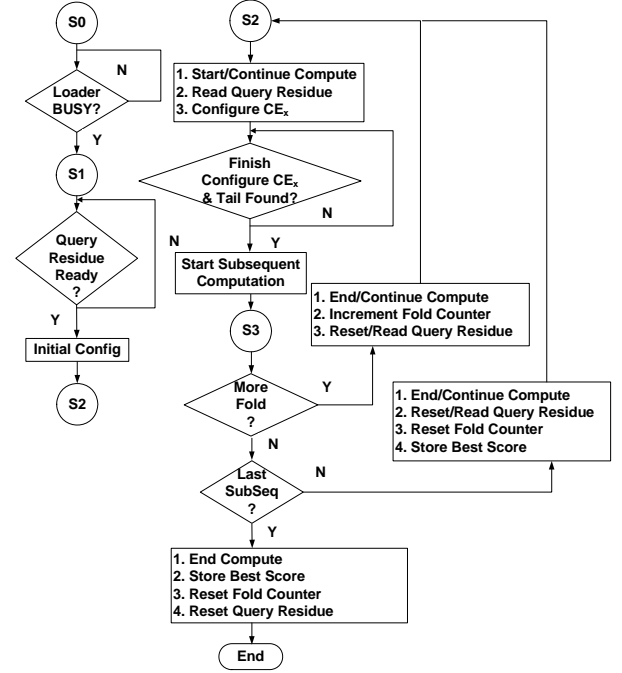 S0
N
Loader
BUSY?
Y
S1
Query
Residue
Ready
?
N
Y
Initial Config
S2
S2
1. Start/Continue Compute
2. Read Query Residue
3. Configure CEx
Finish
Configure CEx
& Tail Found?
N
Y
Start Subsequent
Computation
S3
More
Fold
?
Y
N
1. End/Continue Compute
2. Increment Fold Counter
3. Reset/Read Query Residue
Last
SubSeq
?
N
Y
1. End/Continue Compute
2. Reset/Read Query Residue
3. Reset Fold Counter
4. Store Best Score
1. End Compute
2. Store Best Score
3. Reset Fold Counter
4. Reset Query Residue
End